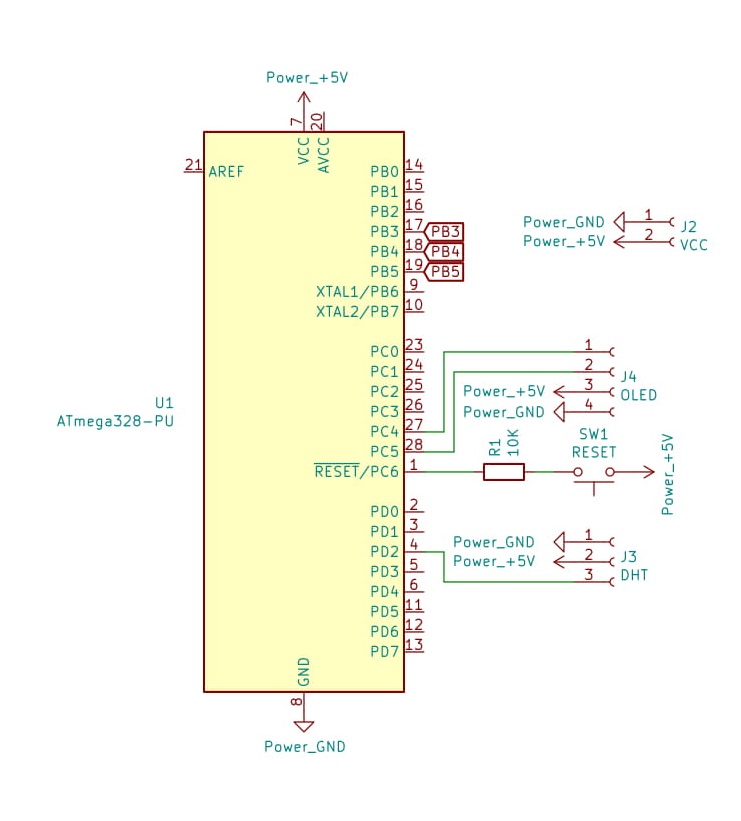 Power_+5V
7
20
VCC
AVCC
21
AREF
PB0
14
PB1
15
PB2
16
PB3
17
PB3
PB4
18
PB4
PB5
19
PB5
XTAL1/PB6
9
XTAL2/PB7
10
Power_GND
1
J2
Power_+5V
2
VCC
PC0
23
1
PC1
24
2
J4
PC2
25
Power_+5V
3
OLED
PC3
26
Power_GND
4
PC4
27
PC5
28
U1
ATmega328-PU
RESET/PC6
1
R1
10K
SW1
RESET
Power_+5V
PD0
2
PD1
3
PD2
4
PD3
5
PD4
6
PD5
11
PD6
12
PD7
13
Power_GND
1
Power_+5V
2
J3
3
DHT
GND
8
Power_GND